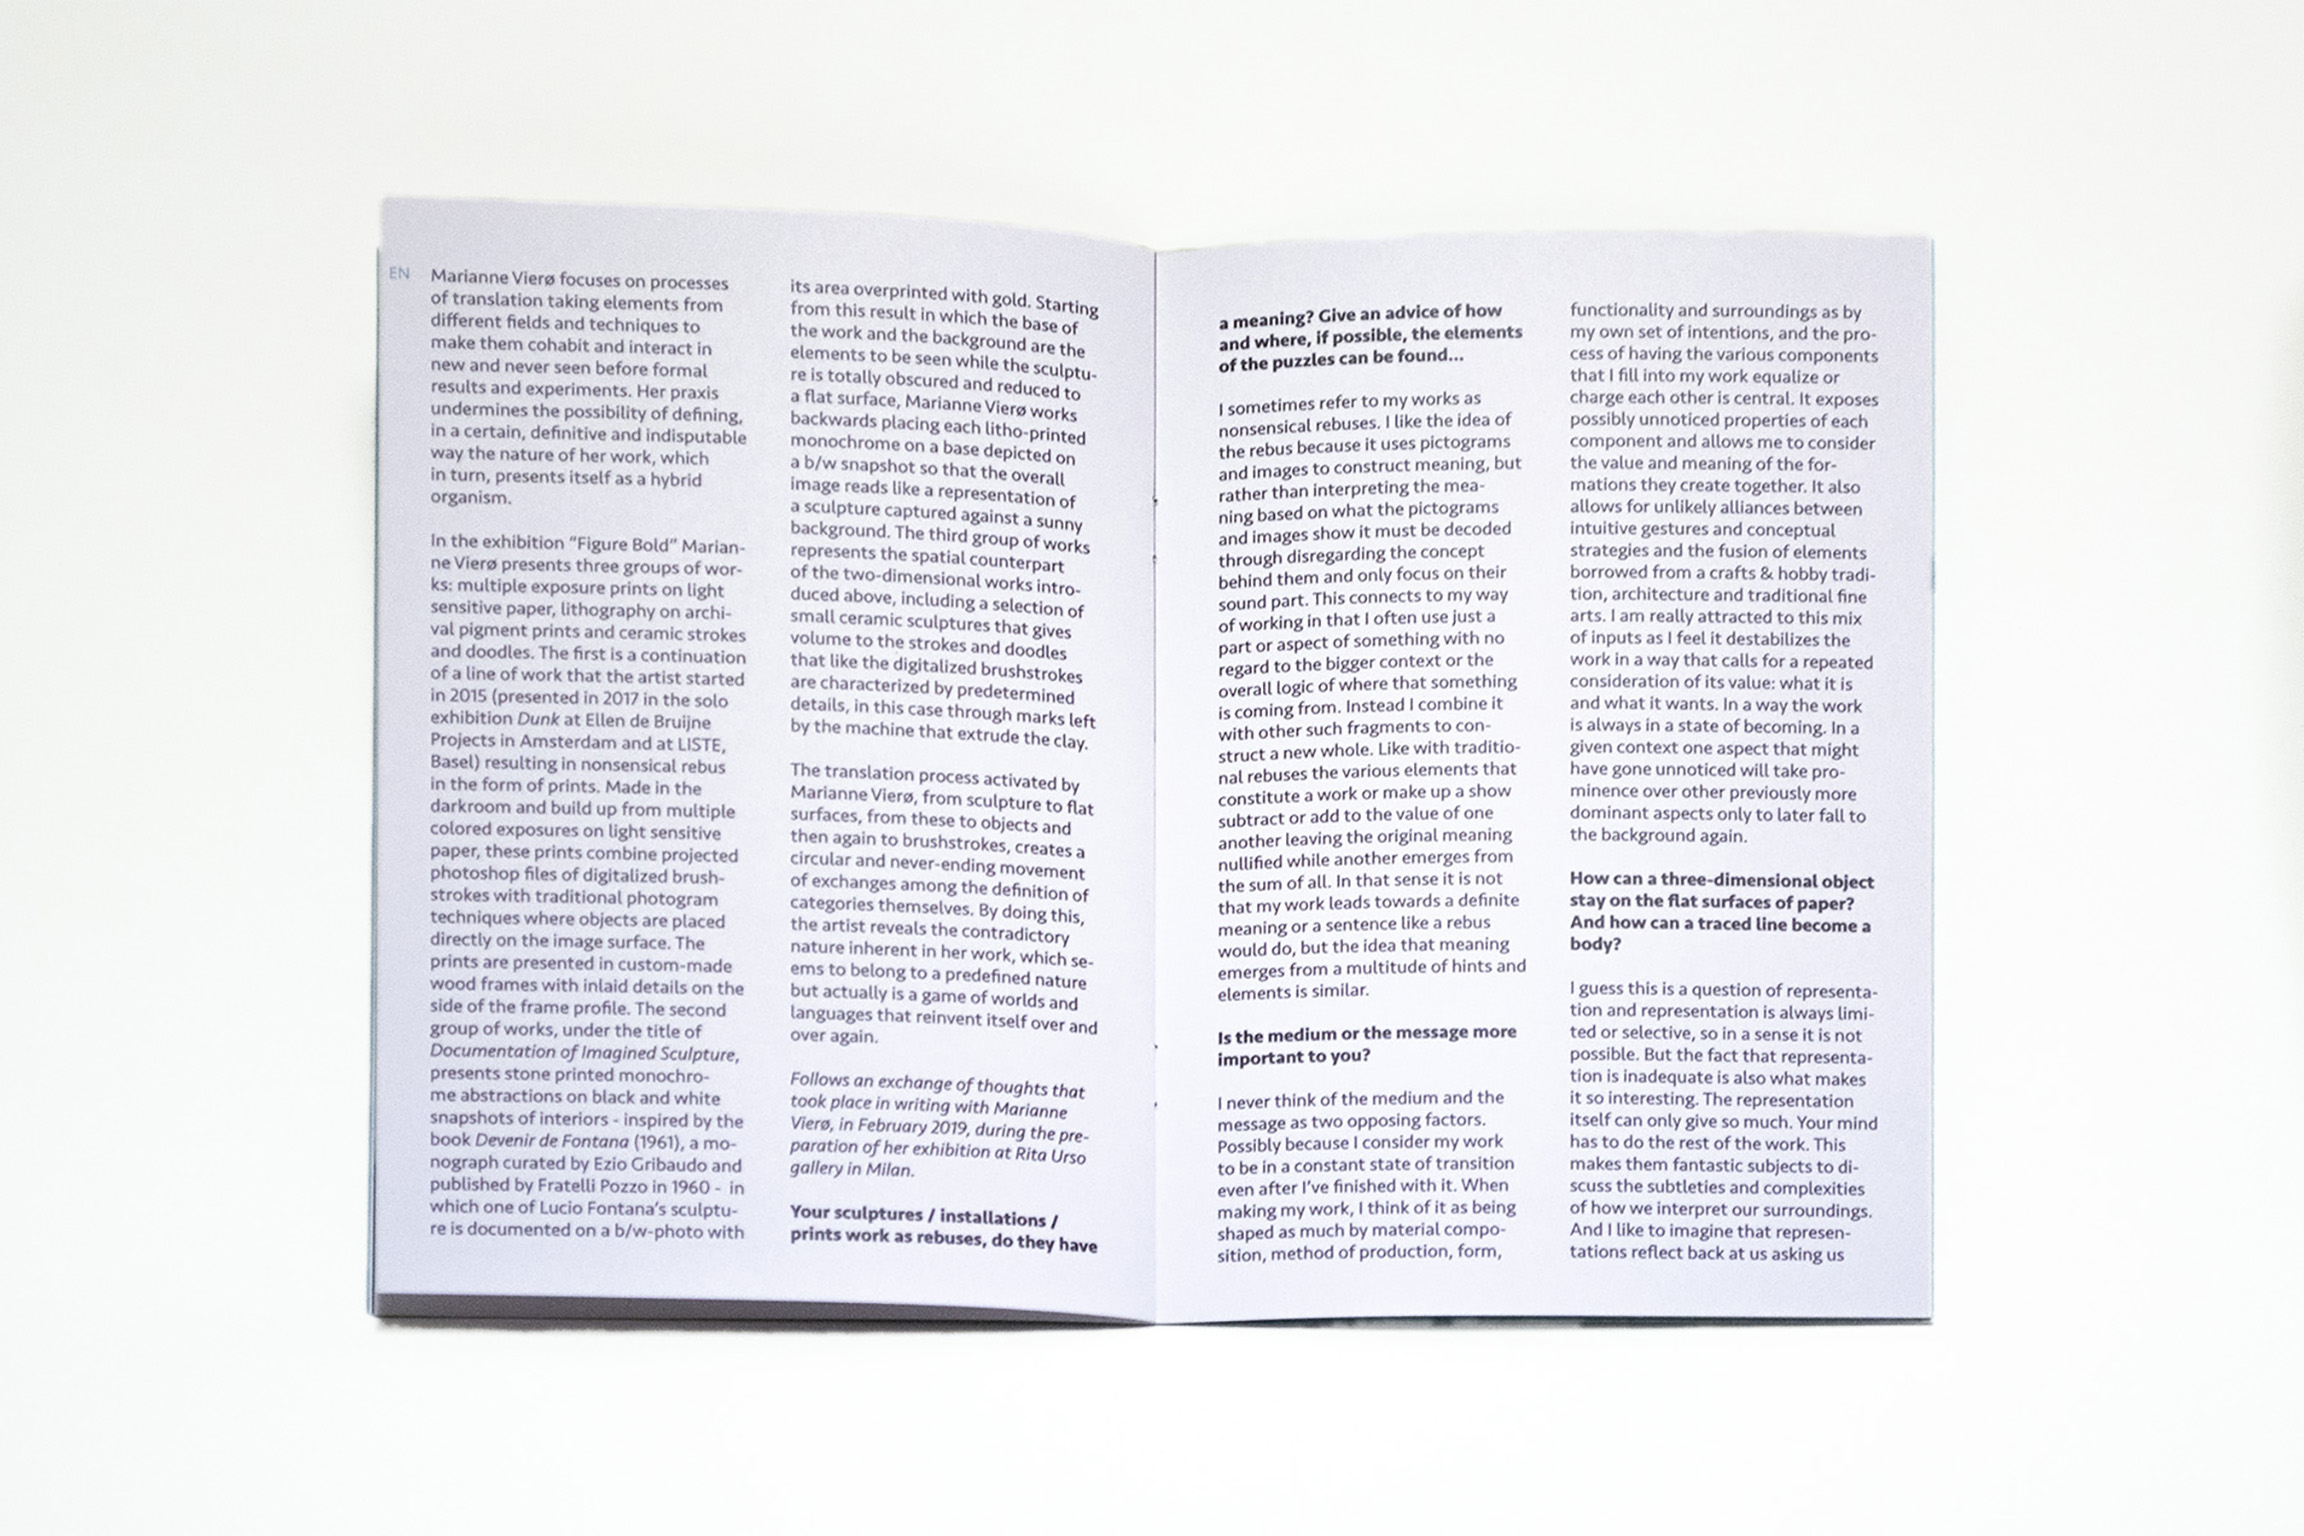 EN
Marianne Vierø focuses on processes
of translation taking elements from
different fields and techniques to
make them cohabit and interact in
new and never seen before formal
results and experiments. Her praxis
undermines the possibility of defining,
in a certain, definitive and indisputable
way the nature of her work, which
in turn, presents itself as a hybrid
organism.
In the exhibition “Figure Bold” Marian-
ne Vierø presents three groups of wor-
ks: multiple exposure prints on light
sensitive paper, lithography on archi-
val pigment prints and ceramic strokes
and doodles. The first is a continuation
of a line of work that the artist started
in 2015 (presented in 2017 in the solo
exhibition Dunk at Ellen de Bruijne
Projects in Amsterdam and at LISTE,
Basel) resulting in nonsensical rebus
in the form of prints. Made in the
darkroom and build up from multiple
colored exposures on light sensitive
paper, these prints combine projected
photoshop files of digitalized brush-
strokes with traditional photogram
techniques where objects are placed
directly on the image surface. The
prints are presented in custom-made
wood frames with inlaid details on the
side of the frame profile. The second
group of works, under the title of
Documentation of Imagined Sculpture,
presents stone printed monochro-
me abstractions on black and white
snapshots of interiors - inspired by the
book Devenir de Fontana (1961), a mo-
nograph curated by Ezio Gribaudo and
published by Fratelli Pozzo in 1960 - in
which one of Lucio Fontana’s sculptu-
re is documented on a b/w-photo with
its area overprinted with gold. Starting
from this result in which the base of
the work and the background are the
elements to be seen while the sculptu-
re is totally obscured and reduced to
a flat surface, Marianne Vierø works
backwards placing each litho-printed
monochrome on a base depicted on
a b/w snapshot so that the overall
image reads like a representation of
a sculpture captured against a sunny
background. The third group of works
represents the spatial counterpart
of the two-dimensional works intro-
duced above, including a selection of
small ceramic sculptures that gives
volume to the strokes and doodles
that like the digitalized brushstrokes
are characterized by predetermined
details, in this case through marks left
by the machine that extrude the clay.
The translation process activated by
Marianne Vierø, from sculpture to flat
surfaces, from these to objects and
then again to brushstrokes, creates a
circular and never-ending movement
of exchanges among the definition of
categories themselves. By doing this,
the artist reveals the contradictory
nature inherent in her work, which se-
ems to belong to a predefined nature
but actually is a game of worlds and
languages that reinvent itself over and
over again.
Follows an exchange of thoughts that
took place in writing with Marianne
Vierø, in February 2019, during the pre-
paration of her exhibition at Rita Urso
gallery in Milan.
Your sculptures / installations /
prints work as rebuses, do they have
a meaning? Give an advice of how
and where, if possible, the elements
of the puzzles can be found...
I sometimes refer to my works as
nonsensical rebuses. I like the idea of
the rebus because it uses pictograms
and images to construct meaning, but
rather than interpreting the mea-
ning based on what the pictograms
and images show it must be decoded
through disregarding the concept
behind them and only focus on their
sound part. This connects to my way
of working in that I often use just a
part or aspect of something with no
regard to the bigger context or the
overall logic of where that something
is coming from. Instead I combine it
with other such fragments to con-
struct a new whole. Like with traditio-
nal rebuses the various elements that
constitute a work or make up a show
subtract or add to the value of one
another leaving the original meaning
nullified while another emerges from
the sum of all. In that sense it is not
that my work leads towards a definite
meaning or a sentence like a rebus
would do, but the idea that meaning
emerges from a multitude of hints and
elements is similar.
Is the medium or the message more
important to you?
I never think of the medium and the
message as two opposing factors.
Possibly because I consider my work
to be in a constant state of transition
even after I’ve finished with it. When
making my work, I think of it as being
shaped as much by material compo-
sition, method of production, form,
functionality and surroundings as by
my own set of intentions, and the pro-
cess of having the various components
that I fill into my work equalize or
charge each other is central. It exposes
possibly unnoticed properties of each
component and allows me to consider
the value and meaning of the for-
mations they create together. It also
allows for unlikely alliances between
intuitive gestures and conceptual
strategies and the fusion of elements
borrowed from a crafts & hobby tradi-
tion, architecture and traditional fine
arts. I am really attracted to this mix
of inputs as I feel it destabilizes the
work in a way that calls for a repeated
consideration of its value: what it is
and what it wants. In a way the work
is always in a state of becoming. In a
given context one aspect that might
have gone unnoticed will take pro-
minence over other previously more
dominant aspects only to later fall to
the background again.
How can a three-dimensional object
stay on the flat surfaces of paper?
And how can a traced line become a
body?
I guess this is a question of representa-
tion and representation is always limi-
ted or selective, so in a sense it is not
possible. But the fact that representa-
tion is inadequate is also what makes
it so interesting. The representation
itself can only give so much. Your mind
has to do the rest of the work. This
makes them fantastic subjects to di-
scuss the subtleties and complexities
of how we interpret our surroundings.
And I like to imagine that represen-
tations reflect back at us asking us